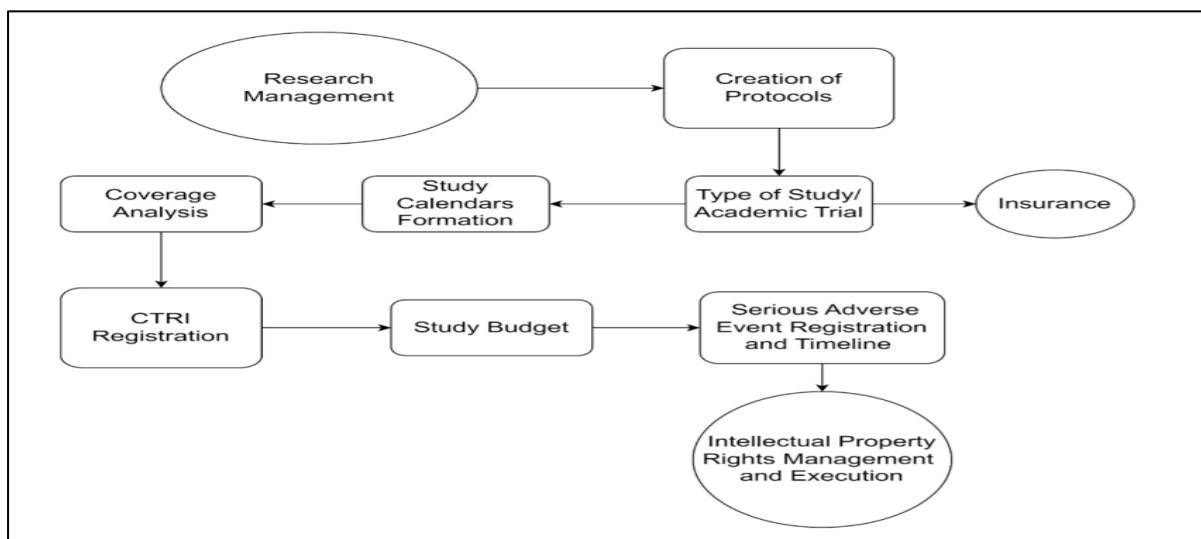 Research
Management
Creation of
Protocols
Coverage
Analysis
Study
Calendars
Formation
Type of Study/
Academic Trial
Insurance
CTRI
Registration
Study Budget
Serious Adverse
Event Registration
and Timeline
Intellectual Property
Rights Management
and Execution